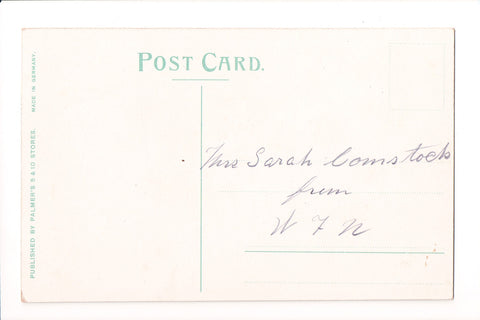 POST CARD.
PUBLISHED BY PALMER'S 5 & 10 STORES. MADE IN GERMANY.
Mrs Sarah Comstock
from
W F N